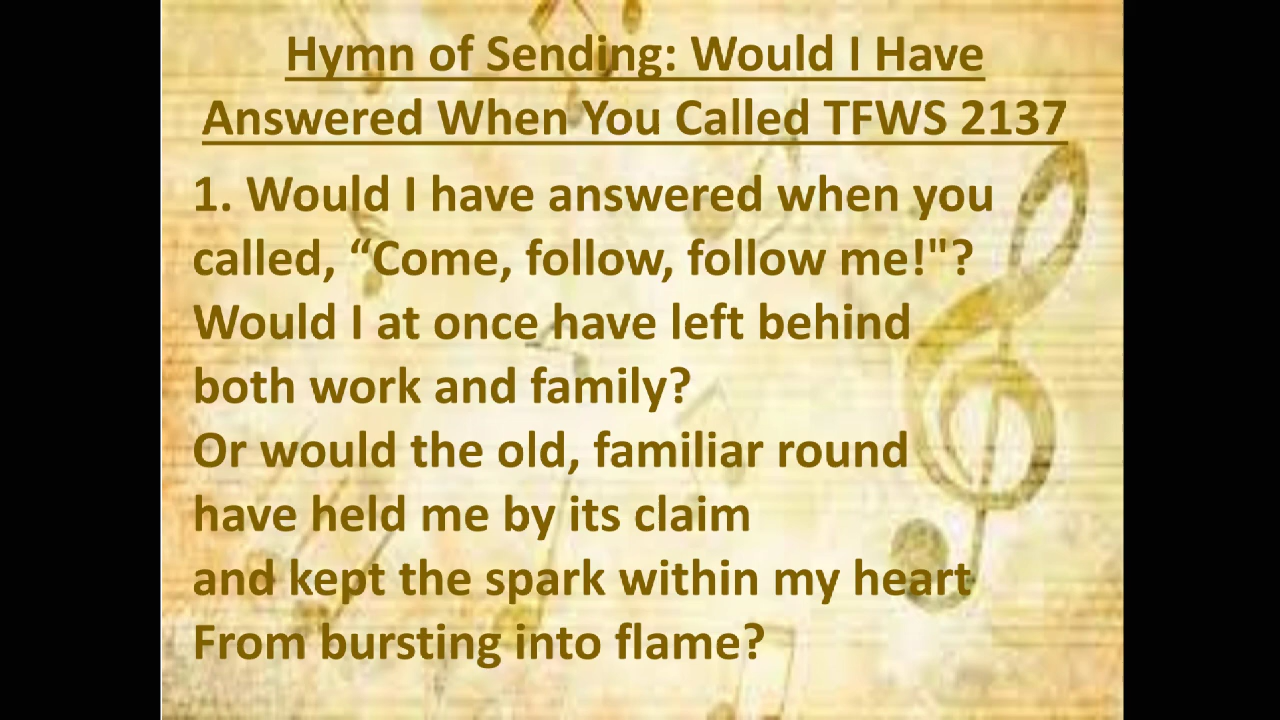 Hymn of Sending: Would I Have
Answered When You Called TFWS 2137
1. Would I have answered when you
called, “Come, follow, follow me!"?
Would I at once have left behind
both work and family?
Or would the old, familiar round
have held me by its claim
and kept the spark within my heart
From bursting into flame?